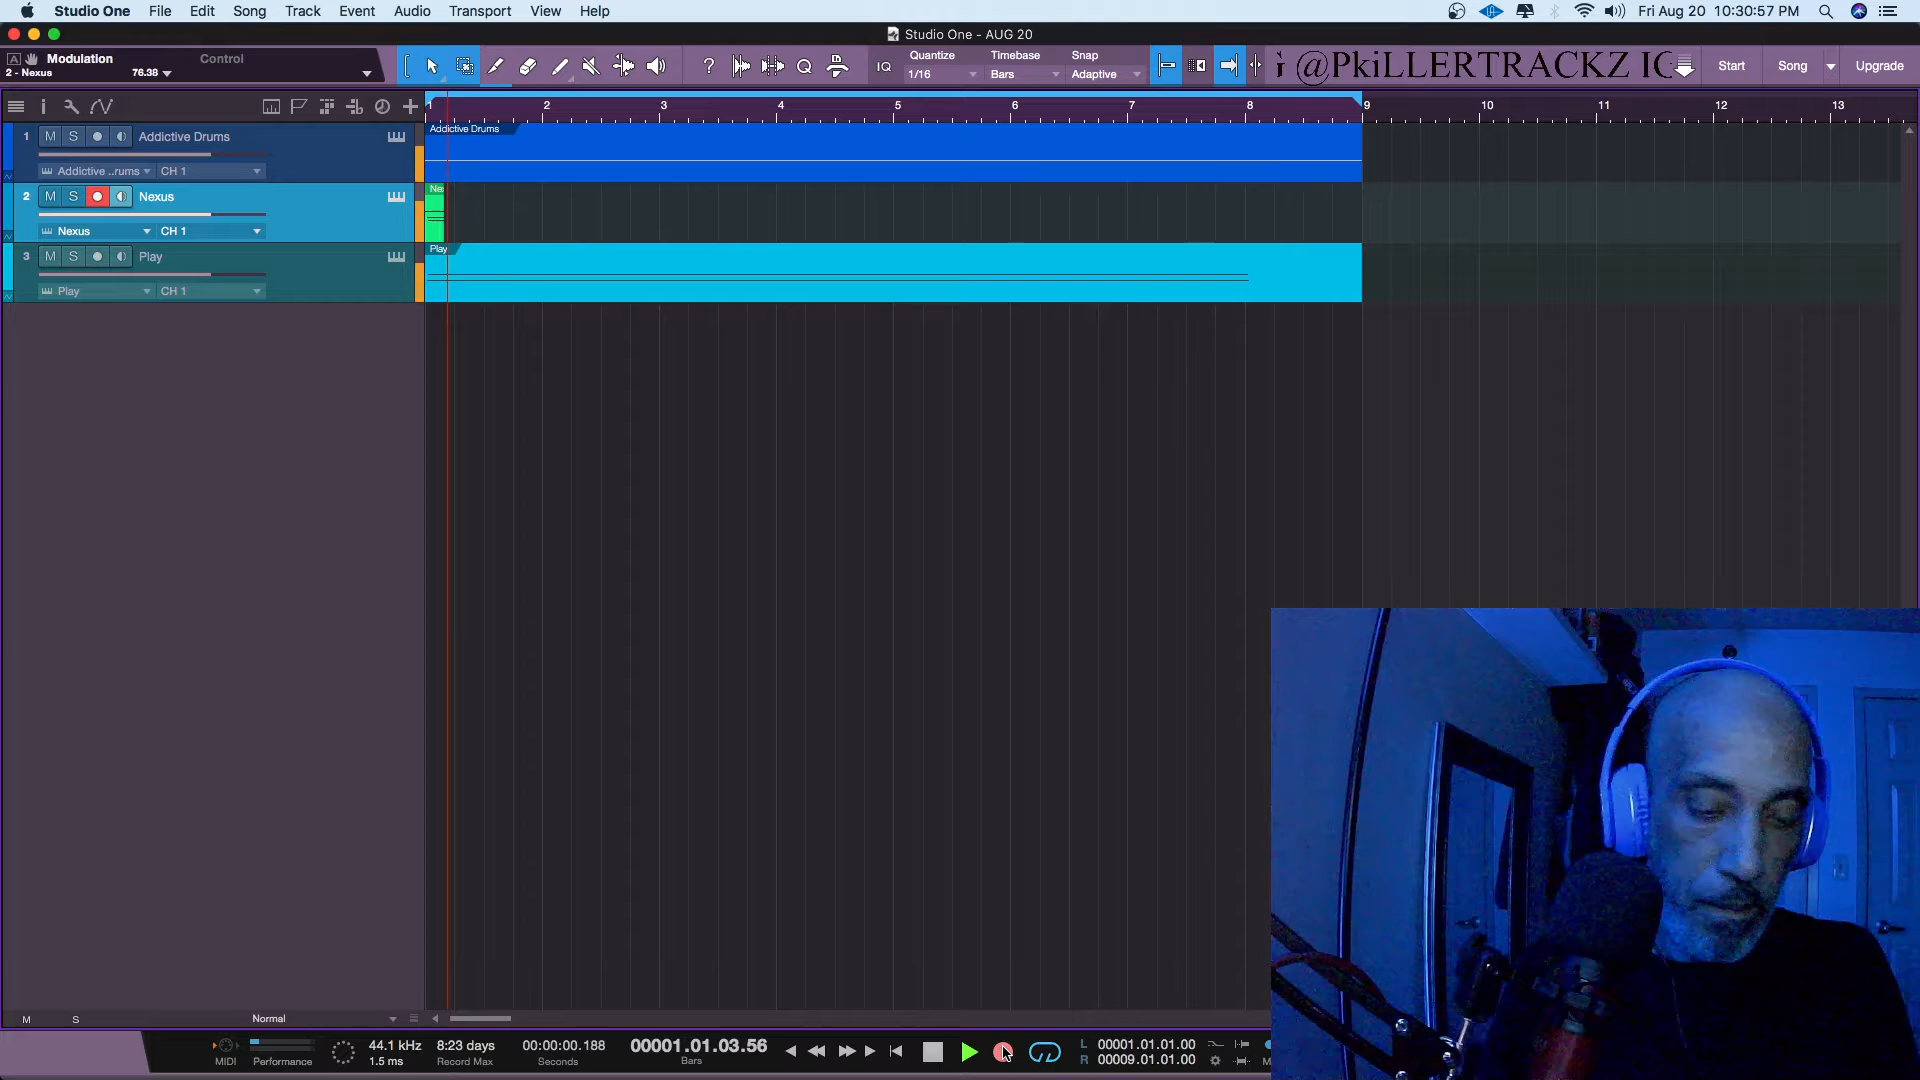 Studio One File Edit Song Track Event Audio Transport View Help
Fri Aug 20 10:30:57 PM
Studio One - AUG 20
Modulation
2 - Nexus 76.38
Control
IQ
Quantize
1/16
Timebase
Bars
Snap
Adaptive
@PkiLLERTRACKZ IG
Start Song Upgrade
1 2 3 4 5 6 7 8 9 10 11 12 13
1 M S Addictive Drums
Addictive ..rums CH 1
Addictive Drums
2 M S Nexus
Nexus CH 1
Nex
3 M S Play
Play CH 1
Play
M S Normal
MIDI
Performance
44.1 kHz
1.5 ms
8:23 days
Record Max
00:00:00.188
Seconds
00001.01.03.56
Bars
L 00001.01.01.00
R 00009.01.01.00